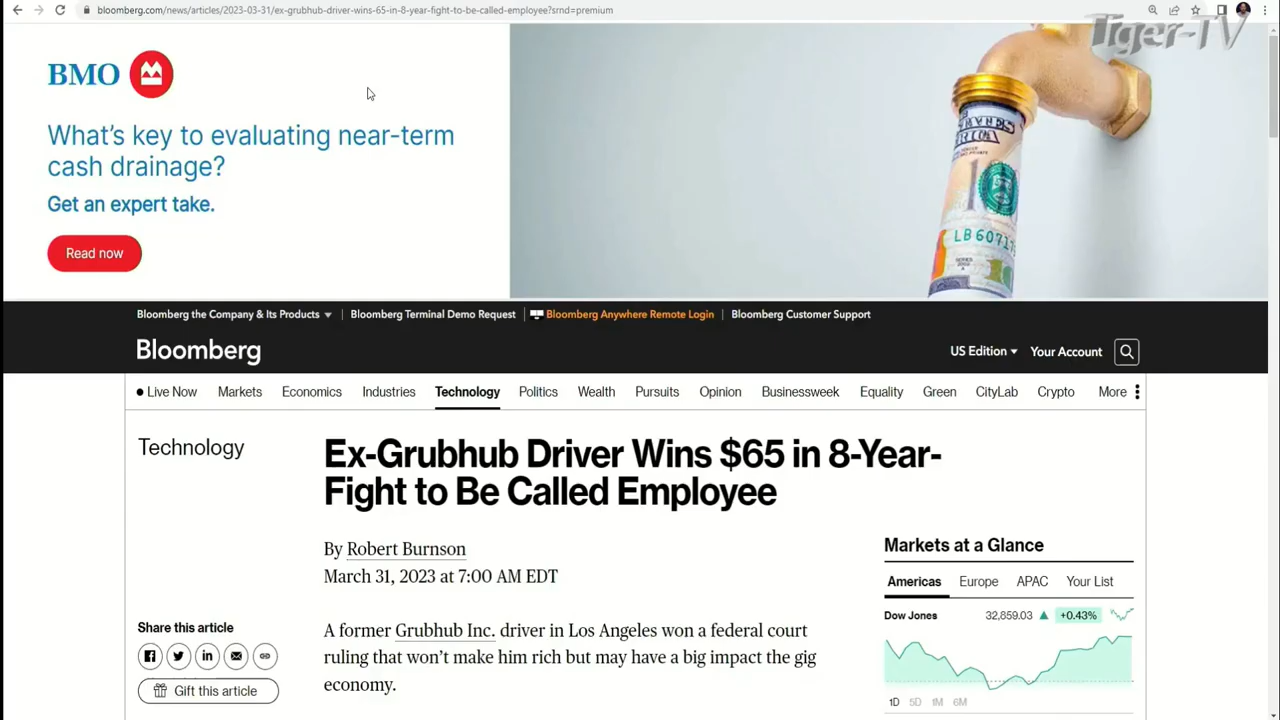 bloomberg.com/news/articles/2023-03-31/ex-grubhub-driver-wins-65-in-8-year-fight-to-be-called-employee?srnd=premium
Tiger-TV
BMO
What's key to evaluating near-term
cash drainage?
Get an expert take.
Read now
LB6071
Bloomberg the Company & Its Products
Bloomberg Terminal Demo Request
Bloomberg Anywhere Remote Login
Bloomberg Customer Support
Bloomberg
US Edition
Your Account
Live Now Markets Economics Industries Technology Politics Wealth Pursuits Opinion Businessweek Equality Green CityLab Crypto More
Technology
Ex-Grubhub Driver Wins $65 in 8-Year-
Fight to Be Called Employee
By Robert Burnson
March 31, 2023 at 7:00 AM EDT
Share this article
Gift this article
A former Grubhub Inc. driver in Los Angeles won a federal court
ruling that won't make him rich but may have a big impact the gig
economy.
Markets at a Glance
Americas Europe APAC Your List
Dow Jones 32,859.03 +0.43%
1D 5D 1M 6M